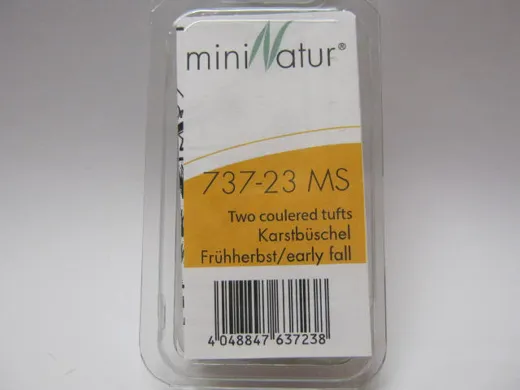 miniNatur®
737-23 MS
Two coulered tufts
Karstbüschel
Frühherbst/early fall
4 048847 637238